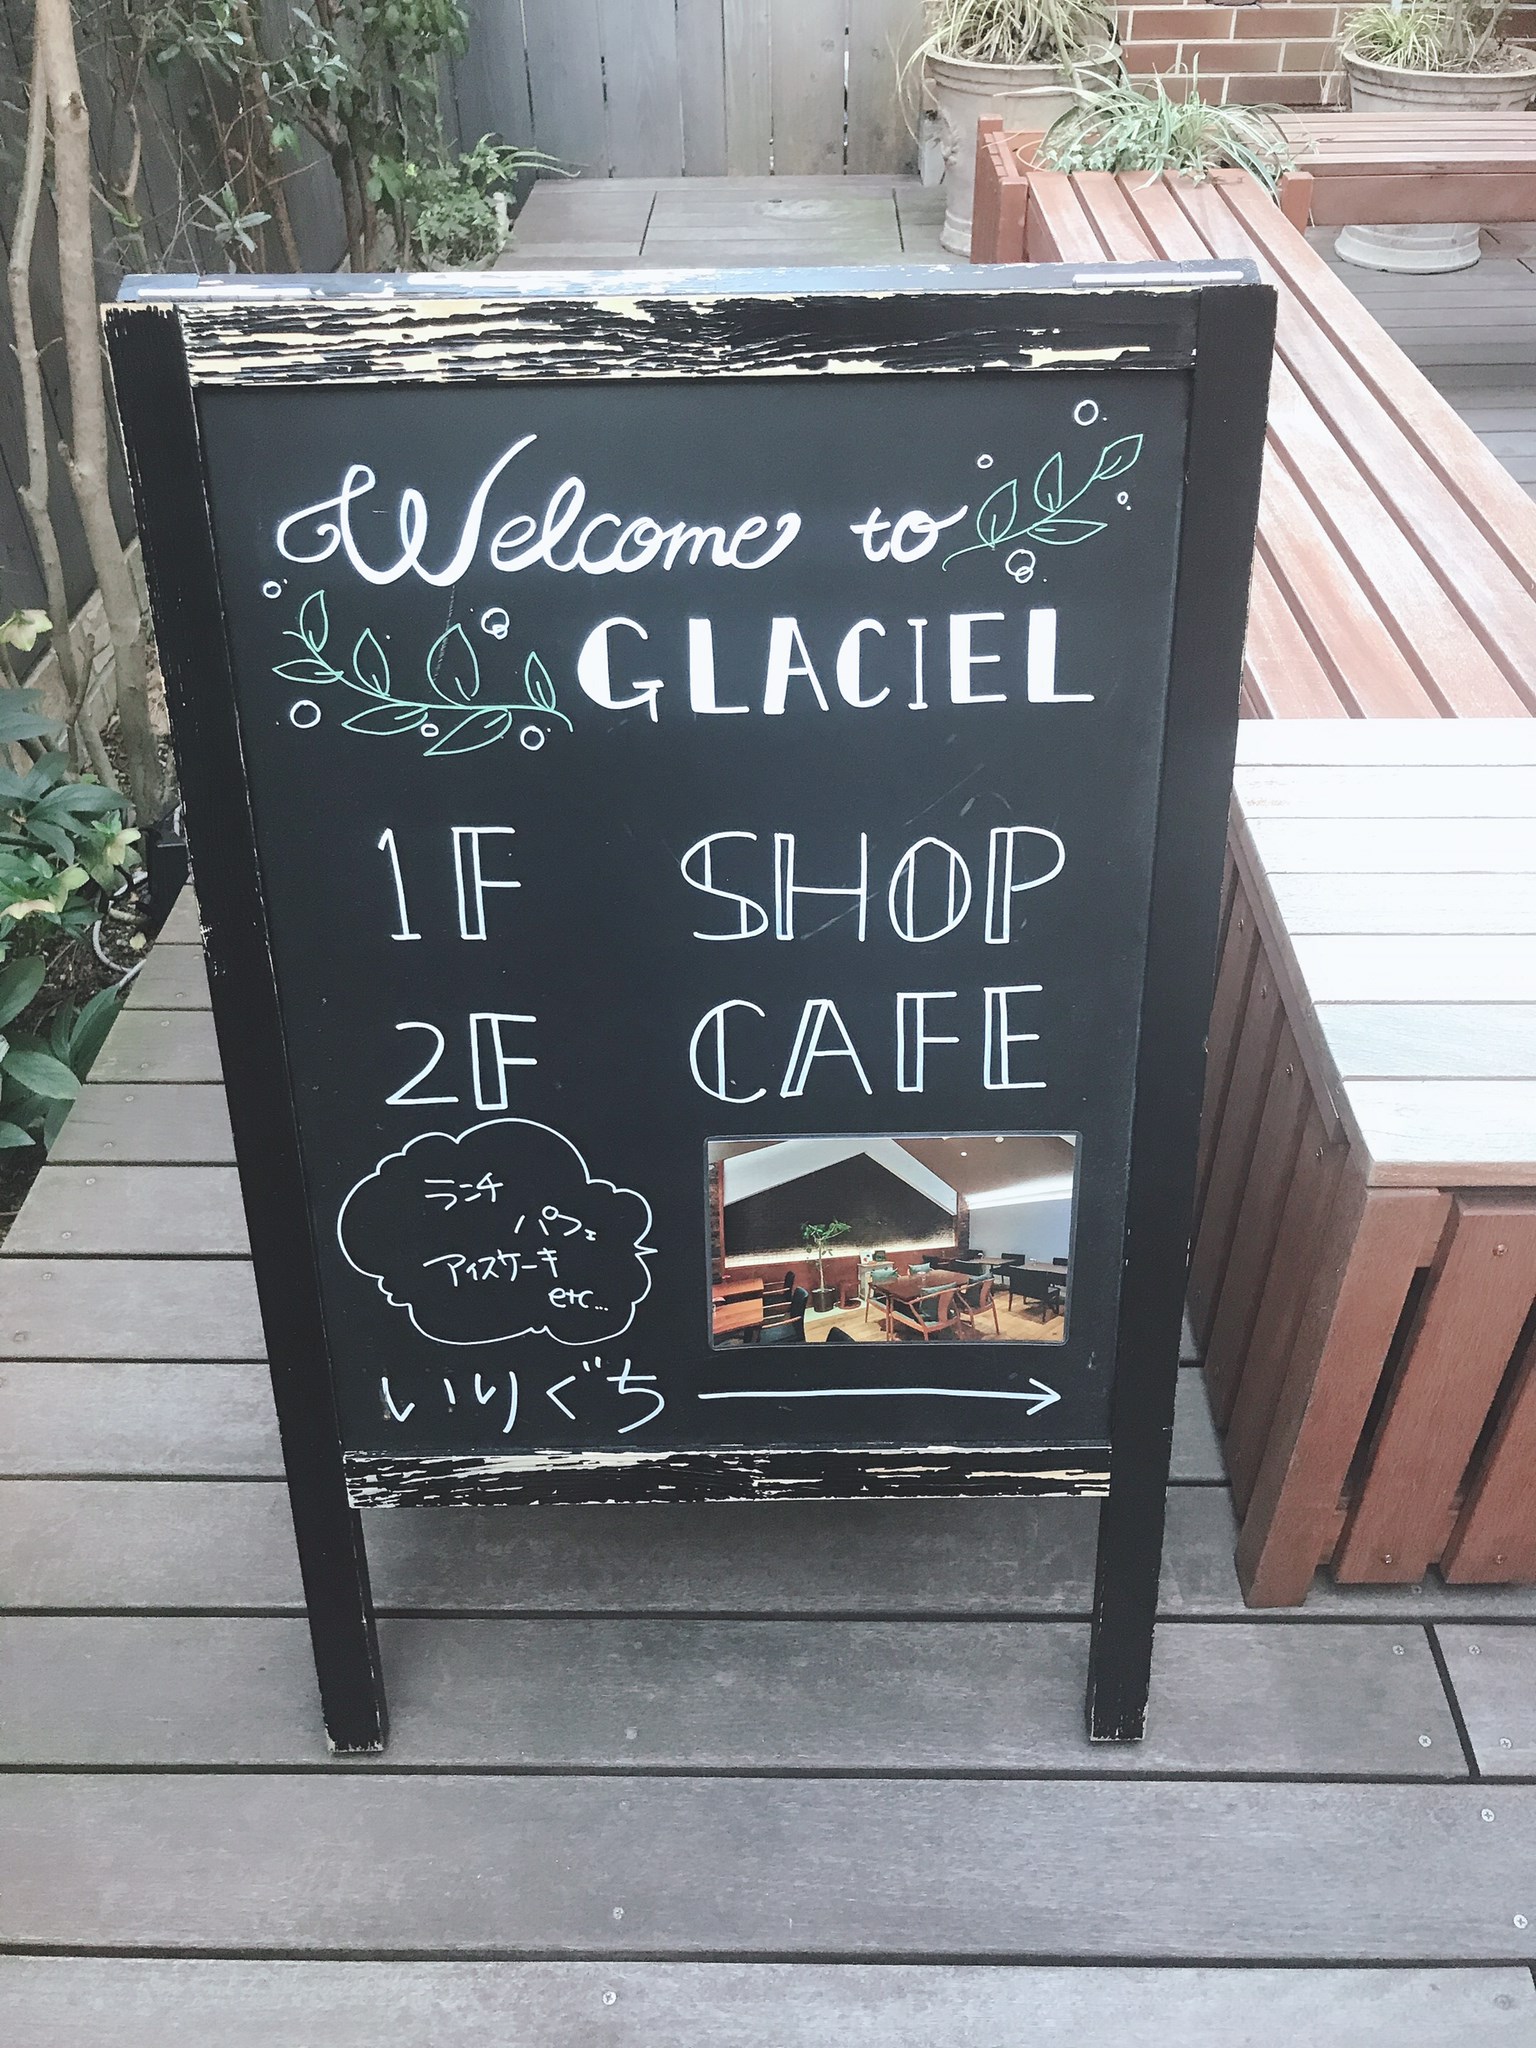 Welcome to
GLACIEL
1F SHOP
2F CAFE
ランチ
パフェ
アイスケーキ
etc...
いりぐち →